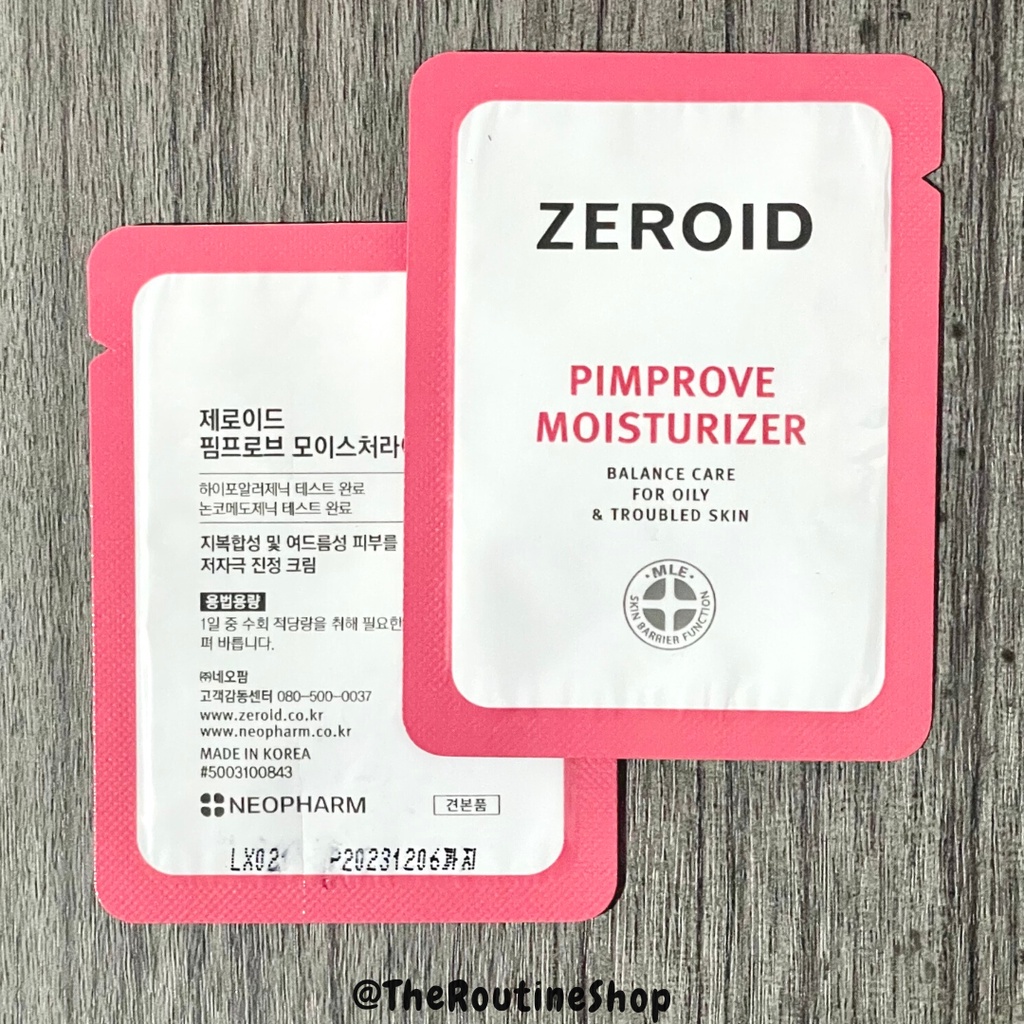 ZEROID
PIMPROVE
MOISTURIZER
BALANCE CARE
FOR OILY
& TROUBLED SKIN
MLE
SKIN BARRIER FUNCTION
제로이드
핌프로브 모이스처라
하이포알러제닉 테스트 완료
논코메도제닉 테스트 완료
지복합성 및 여드름성 피부를
저자극 진정 크림
용법용량
1일 중 수회 적당량을 취해 필요한
펴 바릅니다.
㈜네오팜
고객감동센터 080-500-0037
www.zeroid.co.kr
www.neopharm.co.kr
MADE IN KOREA
#5003100843
NEOPHARM
견본품
LX02 P20231206까지
@TheRoutineShop